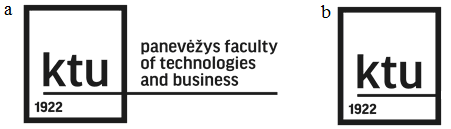 a
ktu
1922
panevėžys faculty
of technologies
and business
b
ktu
1922